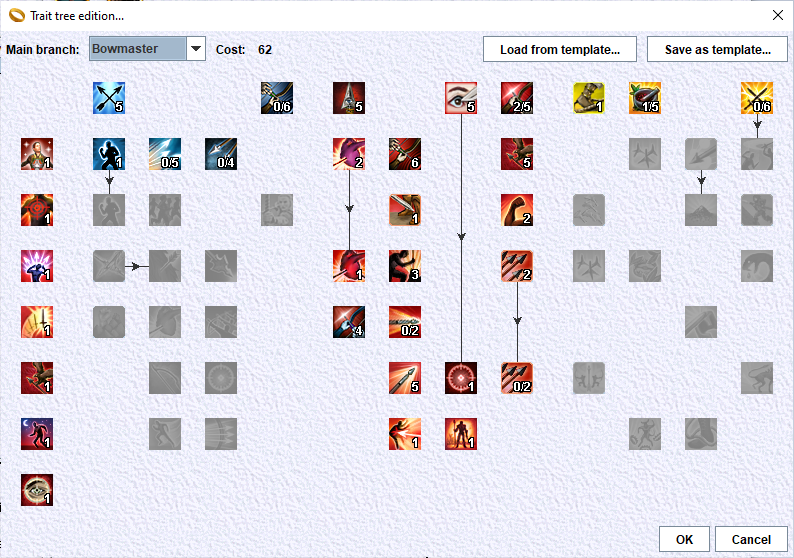 Trait tree edition...
Main branch: Bowmaster Cost: 62 Load from template... Save as template...
5 0/6 5 5 2/5 1 1/5 0/6
1 1 0/5 0/4 2 6 5
1 1 2
1 1 3 2
1 4 0/2
1 5 1 0/2
1 1 1
1
OK Cancel